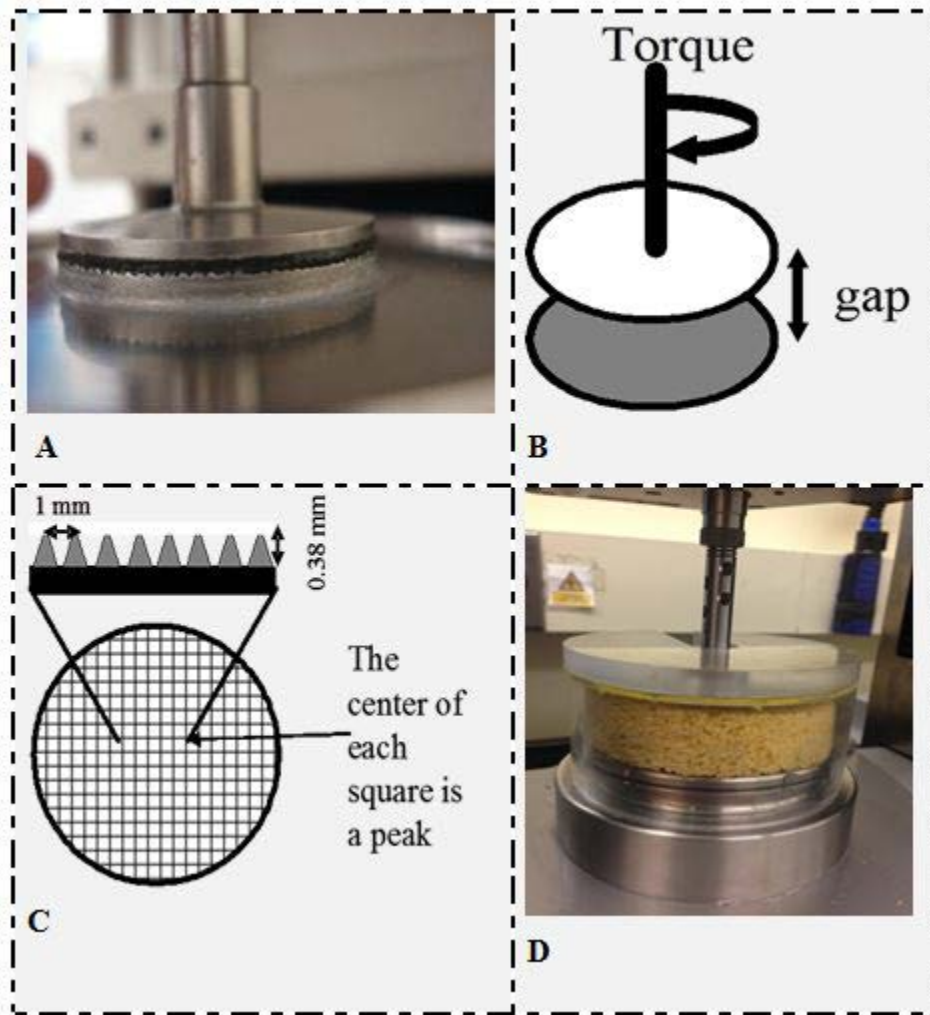 Torque
gap
A
B
1 mm
0.38 mm
The
center of
each
square is
a peak
C
D